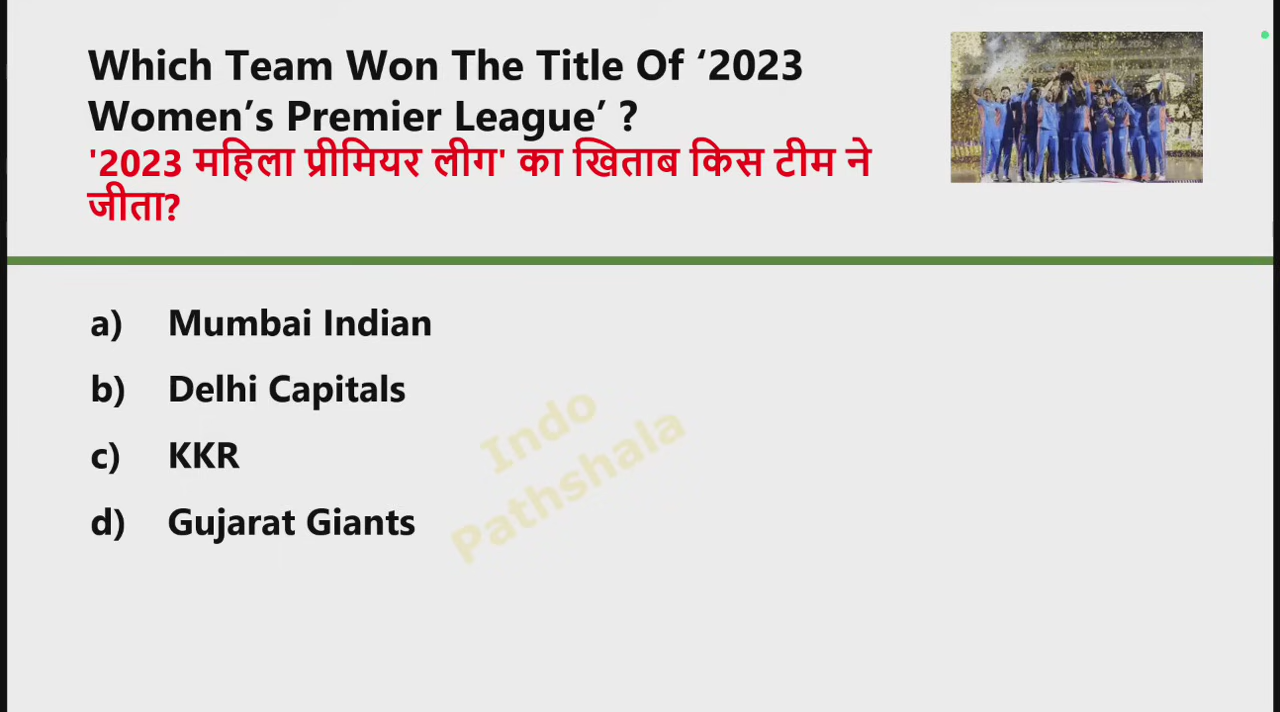 Which Team Won The Title Of ‘2023
Women’s Premier League’ ?
'2023 महिला प्रीमियर लीग' का खिताब किस टीम ने
जीता?
a) Mumbai Indian
b) Delhi Capitals
c) KKR
d) Gujarat Giants
Indo
Pathshala